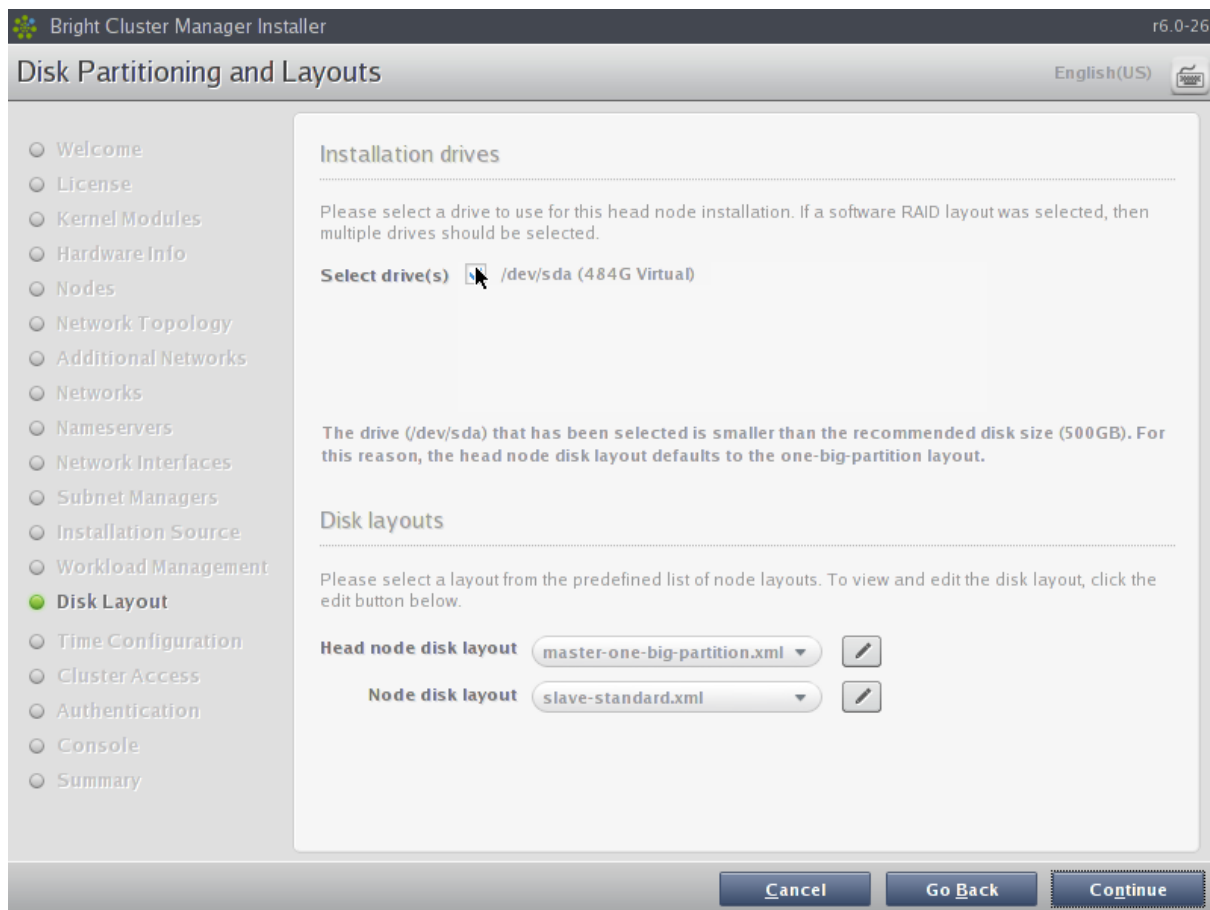 Bright Cluster Manager Installer
r6.0-26
Disk Partitioning and Layouts
English(US)
Welcome
License
Kernel Modules
Hardware Info
Nodes
Network Topology
Additional Networks
Networks
Nameservers
Network Interfaces
Subnet Managers
Installation Source
Workload Management
Disk Layout
Time Configuration
Cluster Access
Authentication
Console
Summary
Installation drives
Please select a drive to use for this head node installation. If a software RAID layout was selected, then
multiple drives should be selected.
Select drive(s) /dev/sda (484G Virtual)
The drive (/dev/sda) that has been selected is smaller than the recommended disk size (500GB). For
this reason, the head node disk layout defaults to the one-big-partition layout.
Disk layouts
Please select a layout from the predefined list of node layouts. To view and edit the disk layout, click the
edit button below.
Head node disk layout master-one-big-partition.xml
Node disk layout slave-standard.xml
Cancel
Go Back
Continue